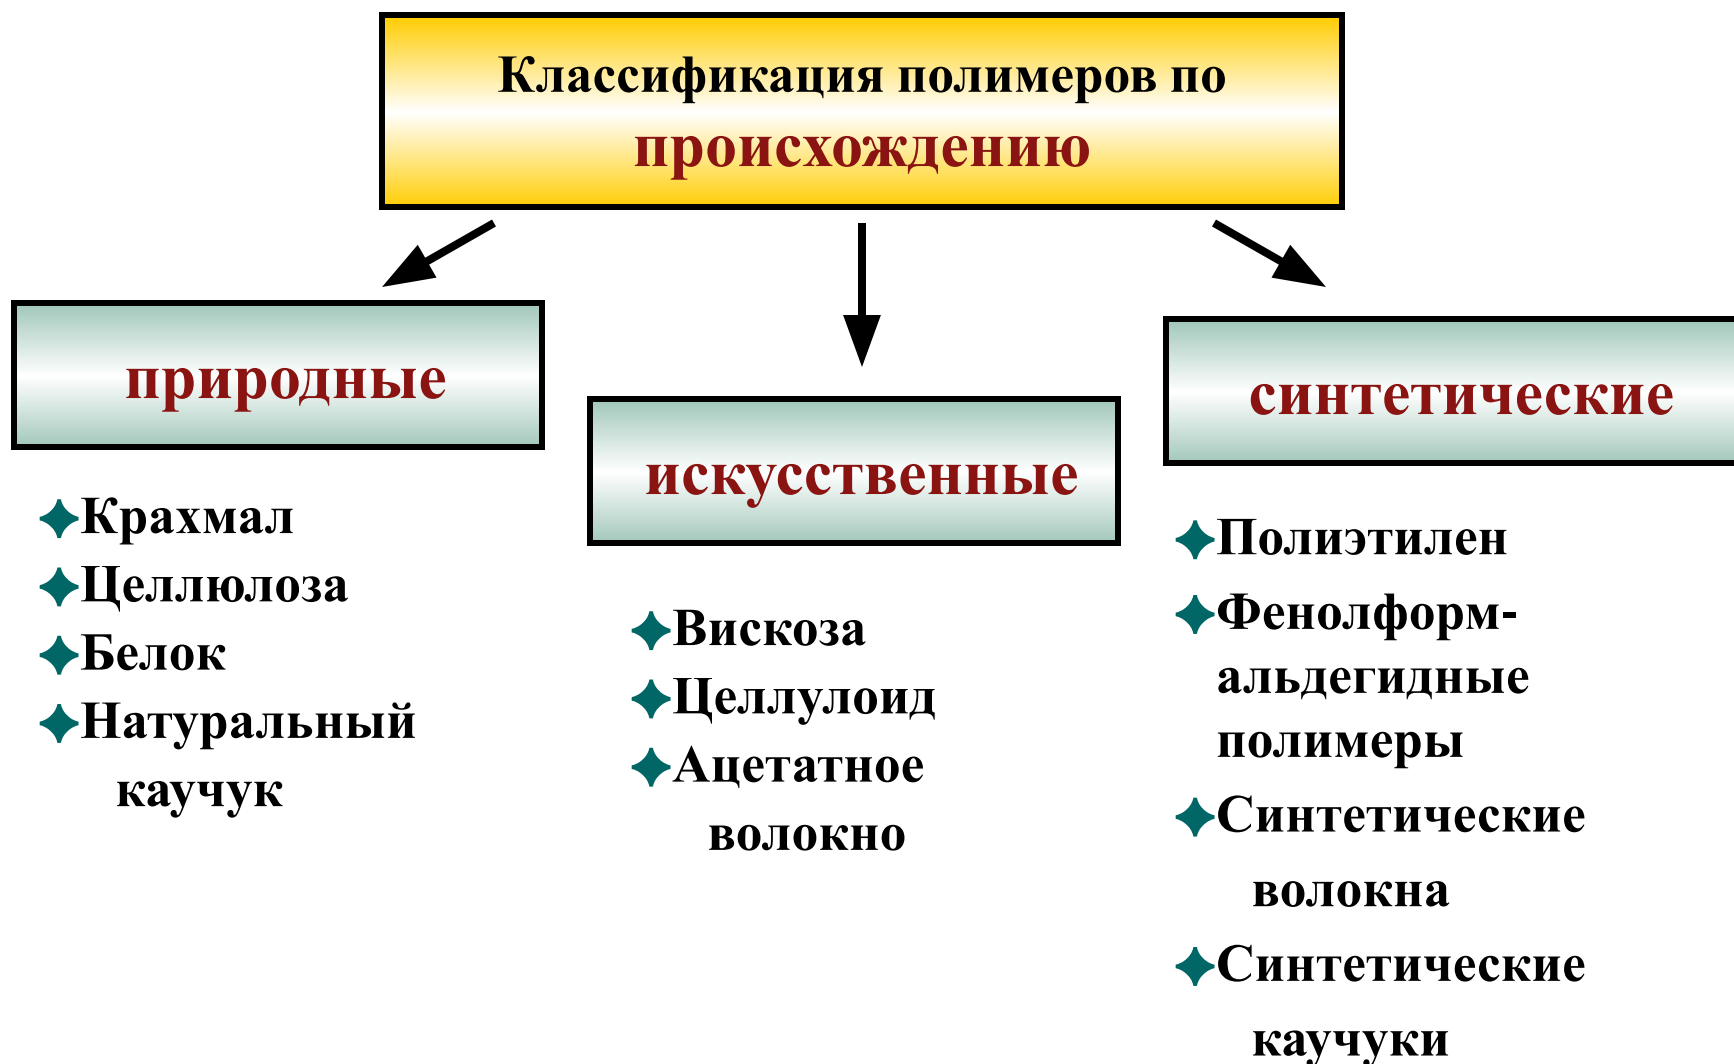 Классификация полимеров по
происхождению
природные
Крахмал
Целлюлоза
Белок
Натуральный
каучук
искусственные
Вискоза
Целлулоид
Ацетатное
волокно
синтетические
Полиэтилен
Фенолформ-
альдегидные
полимеры
Синтетические
волокна
Синтетические
каучуки